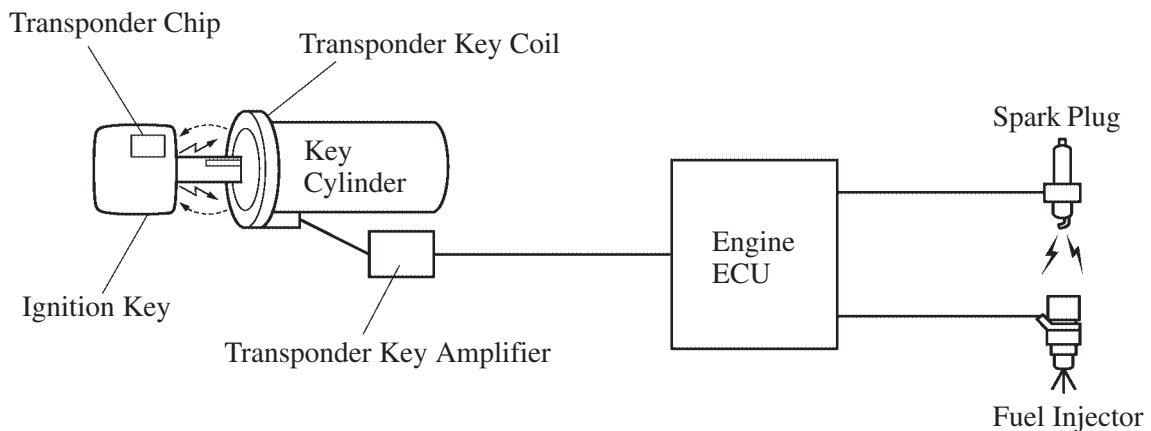 Transponder Chip
Transponder Key Coil
Spark Plug
Key
Cylinder
Engine
ECU
Ignition Key
Transponder Key Amplifier
Fuel Injector